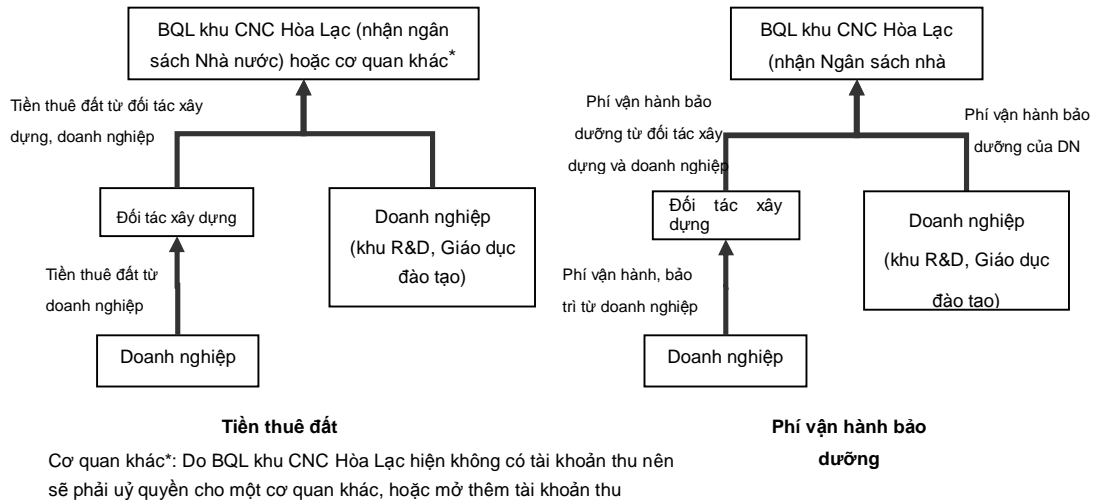 BQL khu CNC Hòa Lạc (nhận ngân
sách Nhà nước) hoặc cơ quan khác*
Tiền thuê đất từ đối tác xây
dựng, doanh nghiệp
Đối tác xây dựng
Doanh nghiệp
(khu R&D, Giáo dục
đào tạo)
Tiền thuê đất từ
doanh nghiệp
Doanh nghiệp
Tiền thuê đất
Cơ quan khác*: Do BQL khu CNC Hòa Lạc hiện không có tài khoản thu nên
sẽ phải uỷ quyền cho một cơ quan khác, hoặc mở thêm tài khoản thu
BQL khu CNC Hòa Lạc
(nhận Ngân sách nhà
Phí vận hành bảo
dưỡng từ đối tác xây
dựng và doanh nghiệp
Phí vận hành bảo
dưỡng của DN
Đối tác xây
dựng
Doanh nghiệp
(khu R&D, Giáo dục
đào tao)
Phí vận hành, bảo
trì từ doanh nghiệp
Doanh nghiệp
Phí vận hành bảo
dưỡng